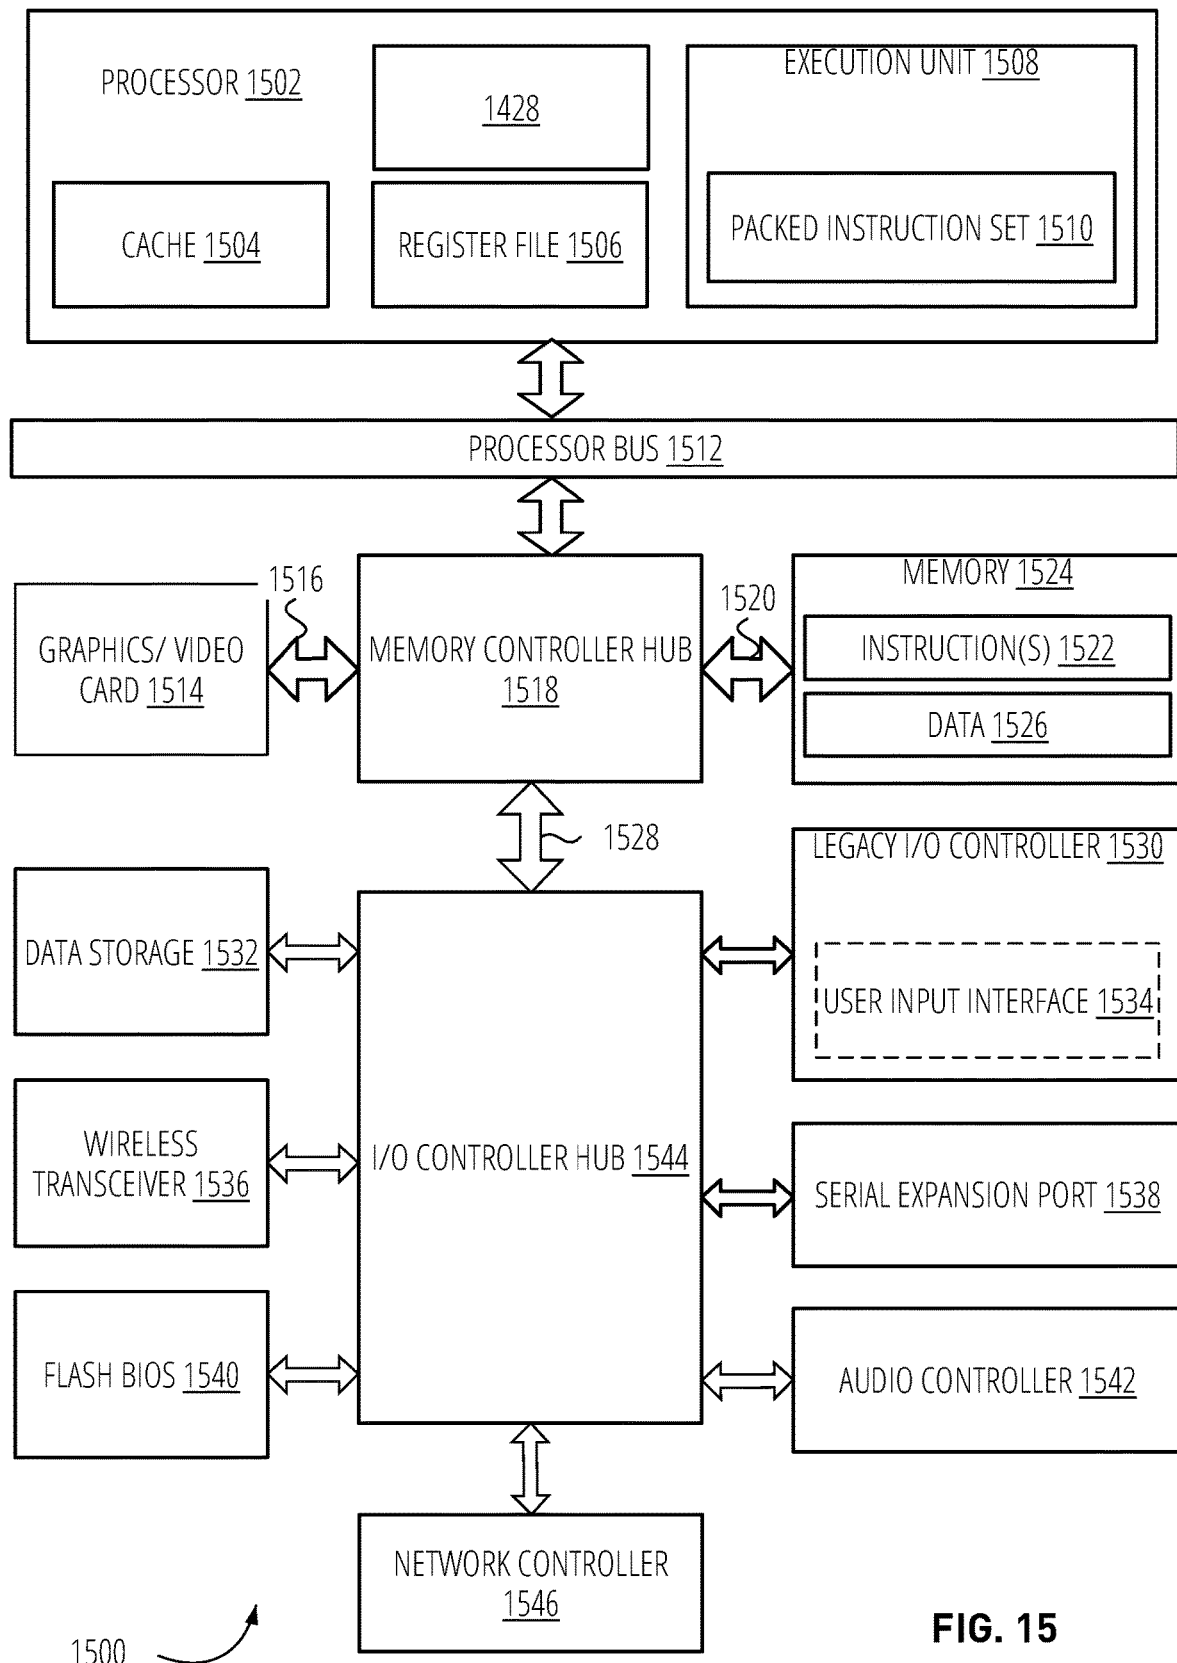 PROCESSOR 1502
1428
EXECUTION UNIT 1508
CACHE 1504
REGISTER FILE 1506
PACKED INSTRUCTION SET 1510
PROCESSOR BUS 1512
GRAPHICS/ VIDEO
CARD 1514
1516
MEMORY CONTROLLER HUB
1518
1520
MEMORY 1524
INSTRUCTION(S) 1522
DATA 1526
1528
DATA STORAGE 1532
LEGACY I/O CONTROLLER 1530
USER INPUT INTERFACE 1534
WIRELESS
TRANSCEIVER 1536
I/O CONTROLLER HUB 1544
SERIAL EXPANSION PORT 1538
FLASH BIOS 1540
AUDIO CONTROLLER 1542
NETWORK CONTROLLER
1546
1500
FIG. 15